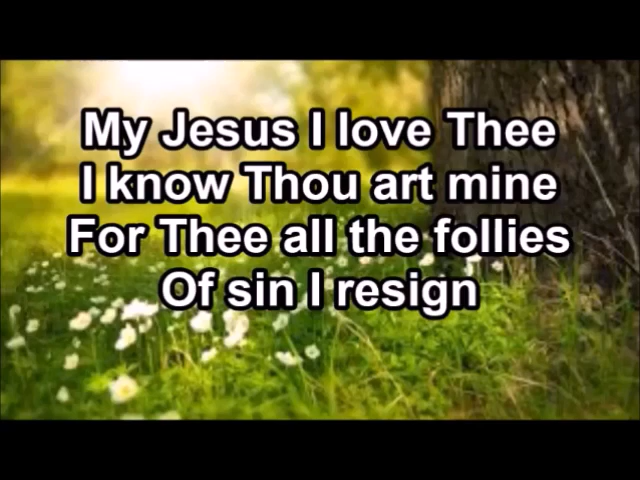 My Jesus I love Thee
I know Thou art mine
For Thee all the follies
Of sin I resign